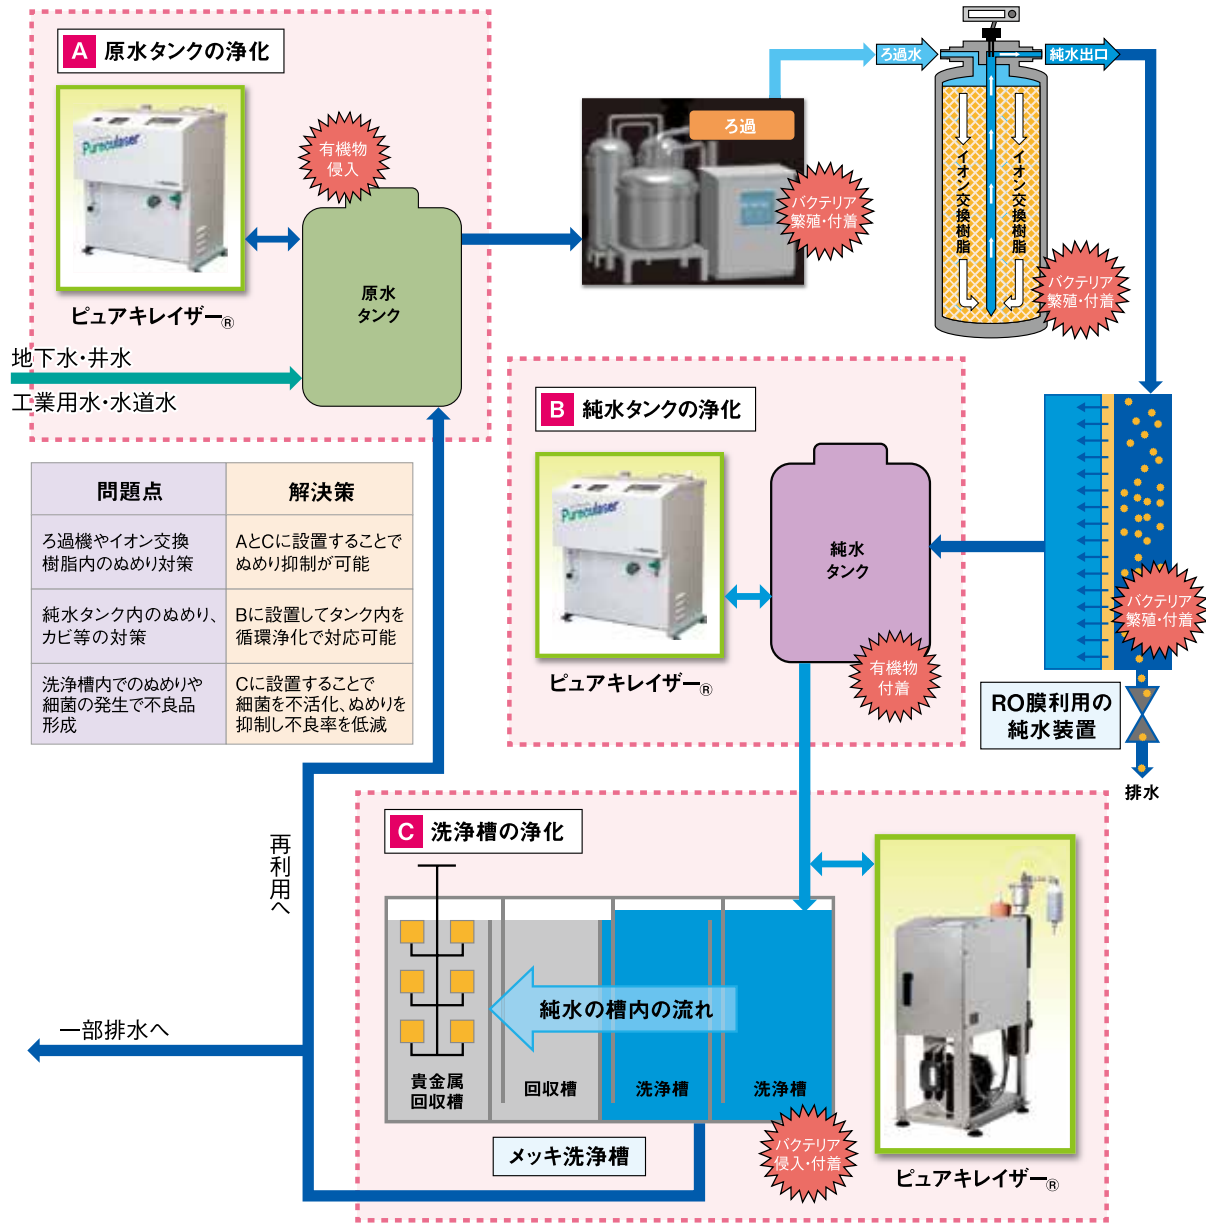 A 原水タンクの浄化
Pureculaser
有機物
侵入
ピュアキレイザー®
原水
タンク
地下水・井水
工業用水・水道水
ろ過
バクテリア
繁殖・付着
ろ過水
純水出口
イオン交換樹脂
イオン交換樹脂
バクテリア
繁殖・付着
B 純水タンクの浄化
Pureculaser
純水
タンク
有機物
付着
ピュアキレイザー®
バクテリア
繁殖・付着
RO膜利用の
純水装置
排水
問題点
解決策
ろ過機やイオン交換
樹脂内のぬめり対策
AとCに設置することで
ぬめり抑制が可能
純水タンク内のぬめり、
カビ等の対策
Bに設置してタンク内を
循環浄化で対応可能
洗浄槽内でのぬめりや
細菌の発生で不良品
形成
Cに設置することで
細菌を不活化、ぬめりを
抑制し不良率を低減
C 洗浄槽の浄化
再利用へ
一部排水へ
純水の槽内の流れ
貴金属
回収槽
回収槽
洗浄槽
洗浄槽
メッキ洗浄槽
バクテリア
侵入・付着
ピュアキレイザー®